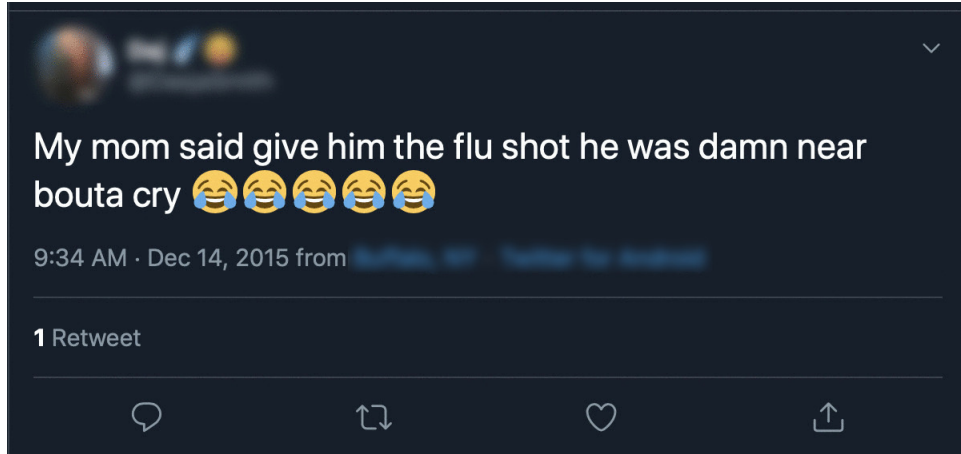 My mom said give him the flu shot he was damn near
bouta cry 😂😂😂😂😂
9:34 AM · Dec 14, 2015 from
1 Retweet